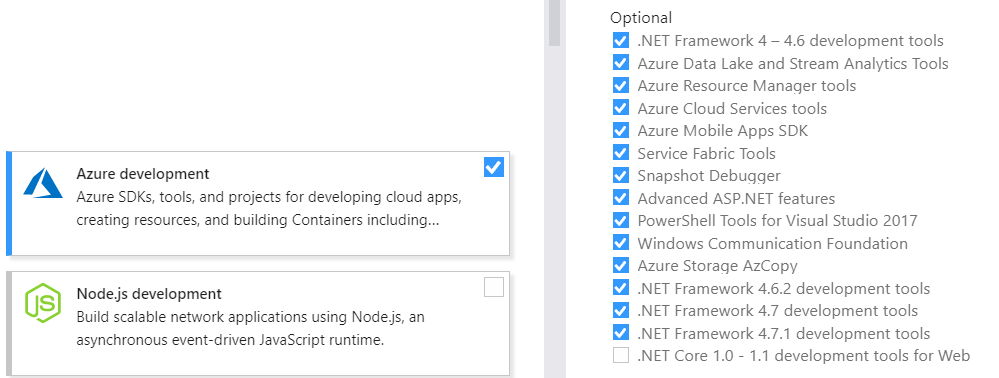 Azure development
Azure SDKs, tools, and projects for developing cloud apps,
creating resources, and building Containers including...
Node.js development
Build scalable network applications using Node.js, an
asynchronous event-driven JavaScript runtime.
Optional
.NET Framework 4 – 4.6 development tools
Azure Data Lake and Stream Analytics Tools
Azure Resource Manager tools
Azure Cloud Services tools
Azure Mobile Apps SDK
Service Fabric Tools
Snapshot Debugger
Advanced ASP.NET features
PowerShell Tools for Visual Studio 2017
Windows Communication Foundation
Azure Storage AzCopy
.NET Framework 4.6.2 development tools
.NET Framework 4.7 development tools
.NET Framework 4.7.1 development tools
.NET Core 1.0 - 1.1 development tools for Web